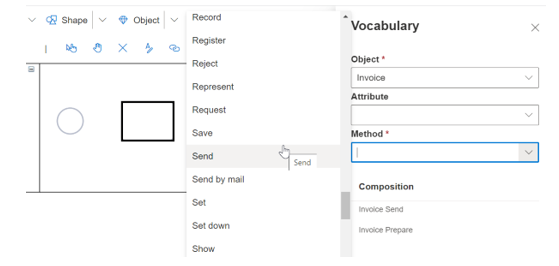 Shape
Object
Record
Register
Reject
Represent
Request
Save
Send
Send
Send by mail
Set
Set down
Show
Vocabulary
Object *
Invoice
Attribute
Method *
Composition
Invoice Send
Invoice Prepare